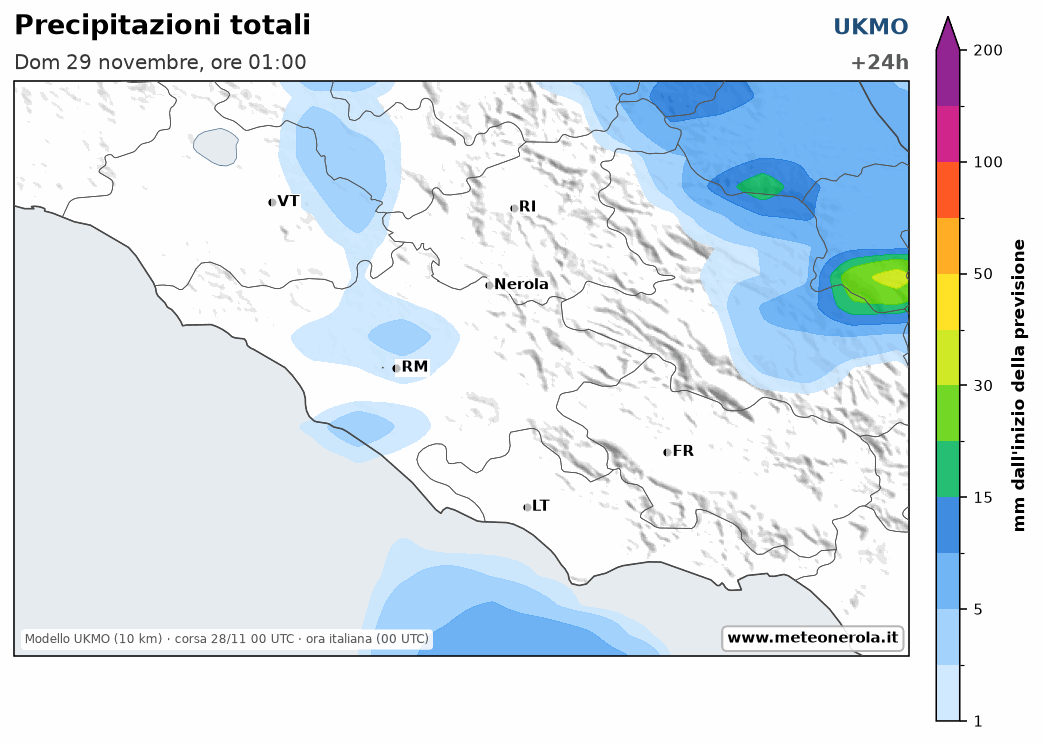 Precipitazioni totali
UKMO
Dom 29 novembre, ore 01:00
+24h
VT
RI
Nerola
RM
FR
LT
Modello UKMO (10 km) · corsa 28/11 00 UTC · ora italiana (00 UTC)
www.meteonerola.it
200
100
50
30
15
5
1
mm dall'inizio della previsione